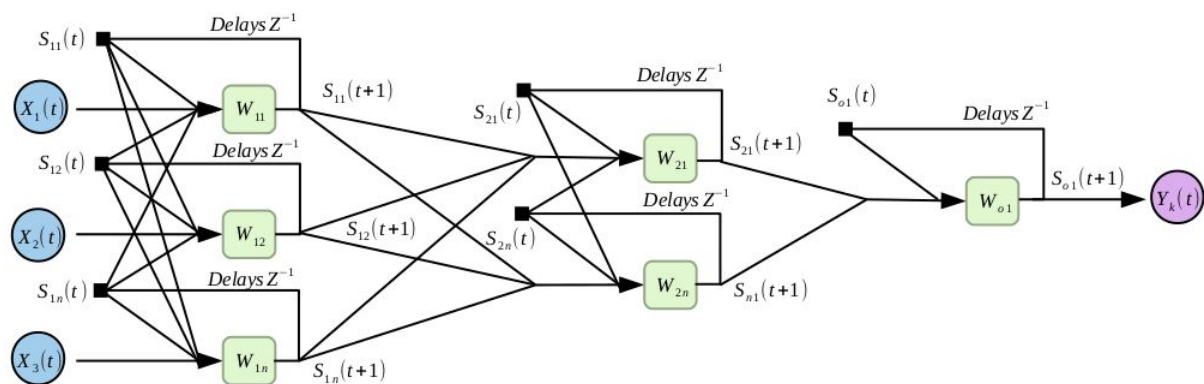 Delays Z⁻¹
S₁₁(t)
X₁(t)
W₁₁
S₁₁(t+1)
Delays Z⁻¹
S₁₂(t)
X₂(t)
W₁₂
S₁₂(t+1)
Delays Z⁻¹
S₁ₙ(t)
X₃(t)
W₁ₙ
S₁ₙ(t+1)
Delays Z⁻¹
S₂₁(t)
W₂₁
S₂₁(t+1)
Delays Z⁻¹
S₂ₙ(t)
W₂ₙ
Sₙ₁(t+1)
S₀₁(t)
Delays Z⁻¹
Wₒ₁
Sₒ₁(t+1)
Yₖ(t)